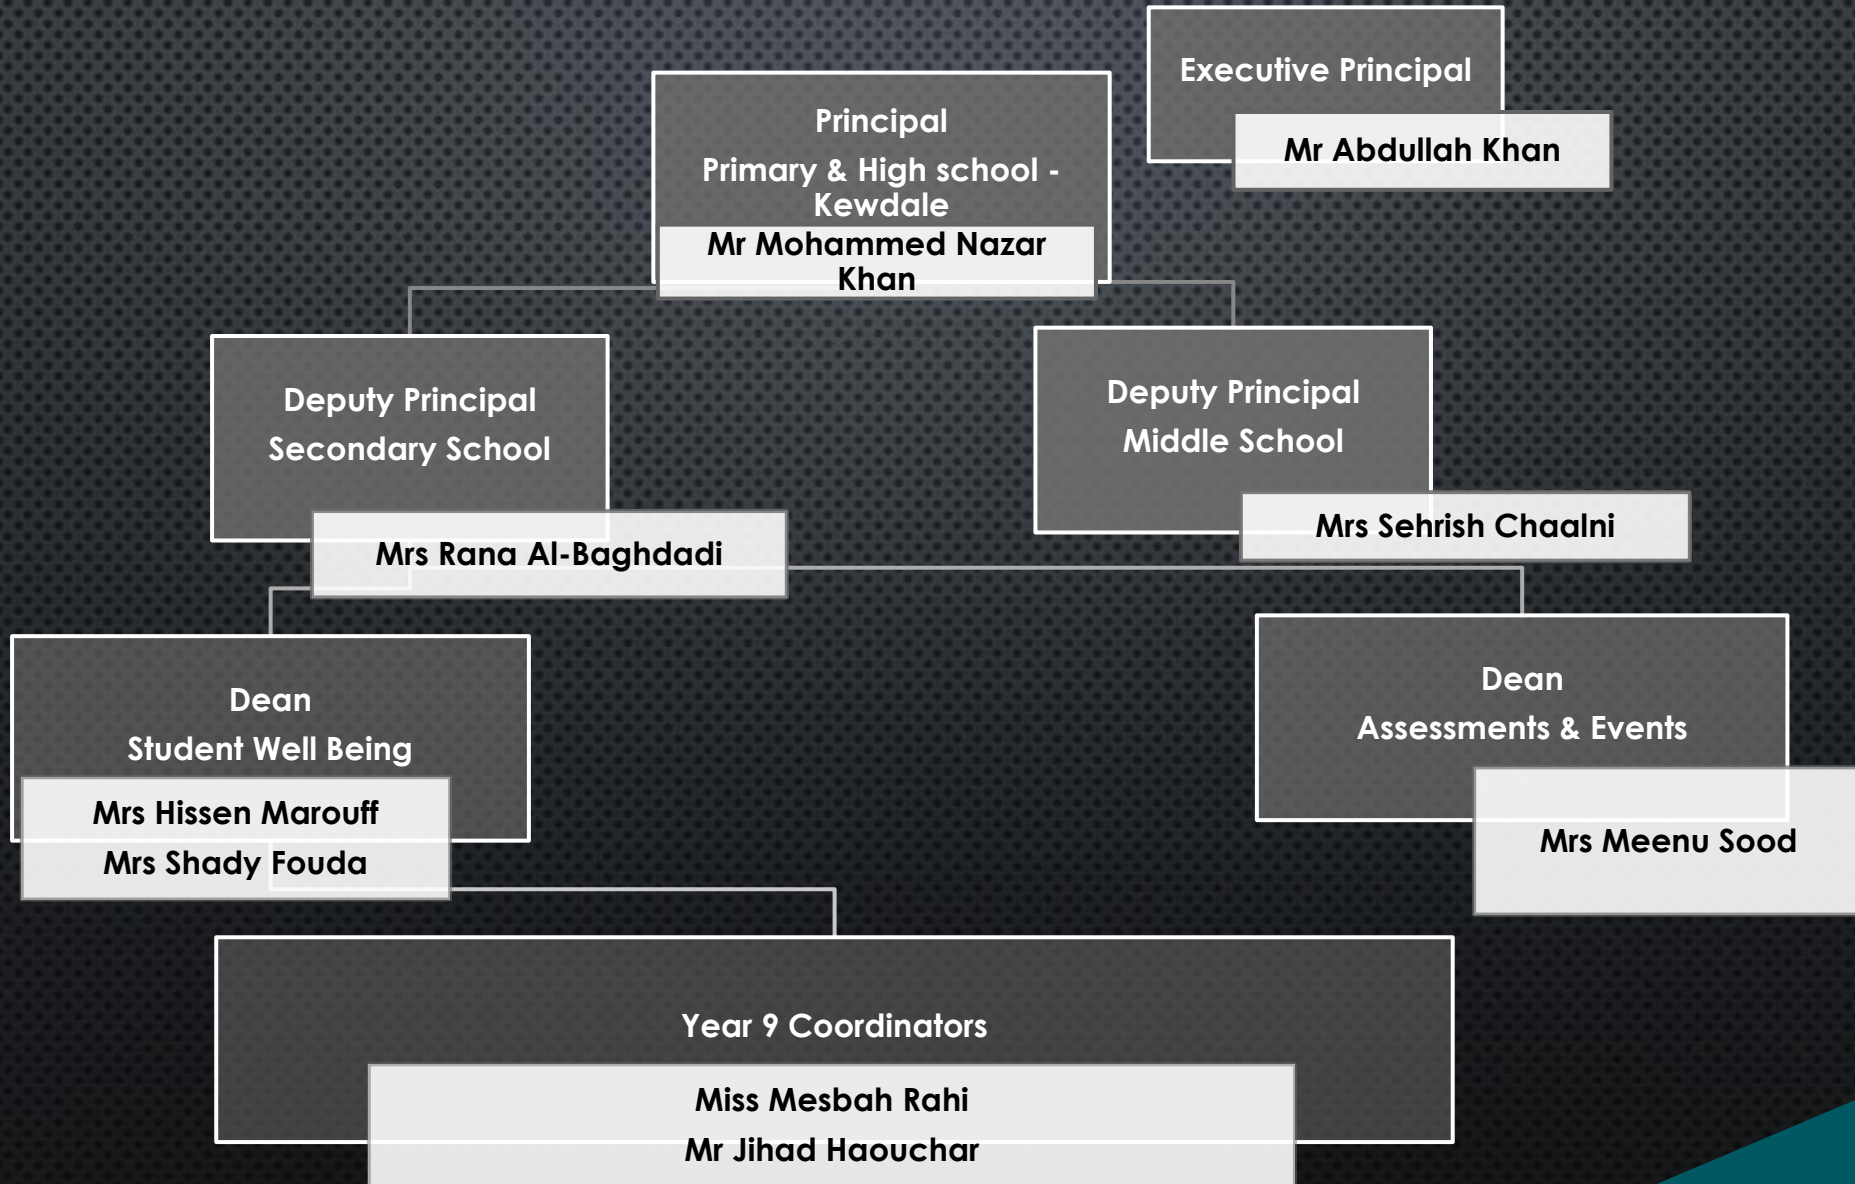 Executive Principal
Mr Abdullah Khan
Principal
Primary & High school -
Kewdale
Mr Mohammed Nazar
Khan
Deputy Principal
Secondary School
Mrs Rana Al-Baghdadi
Deputy Principal
Middle School
Mrs Sehrish Chaalni
Dean
Student Well Being
Mrs Hissen Marouff
Mrs Shady Fouda
Dean
Assessments & Events
Mrs Meenu Sood
Year 9 Coordinators
Miss Mesbah Rahi
Mr Jihad Haouchar